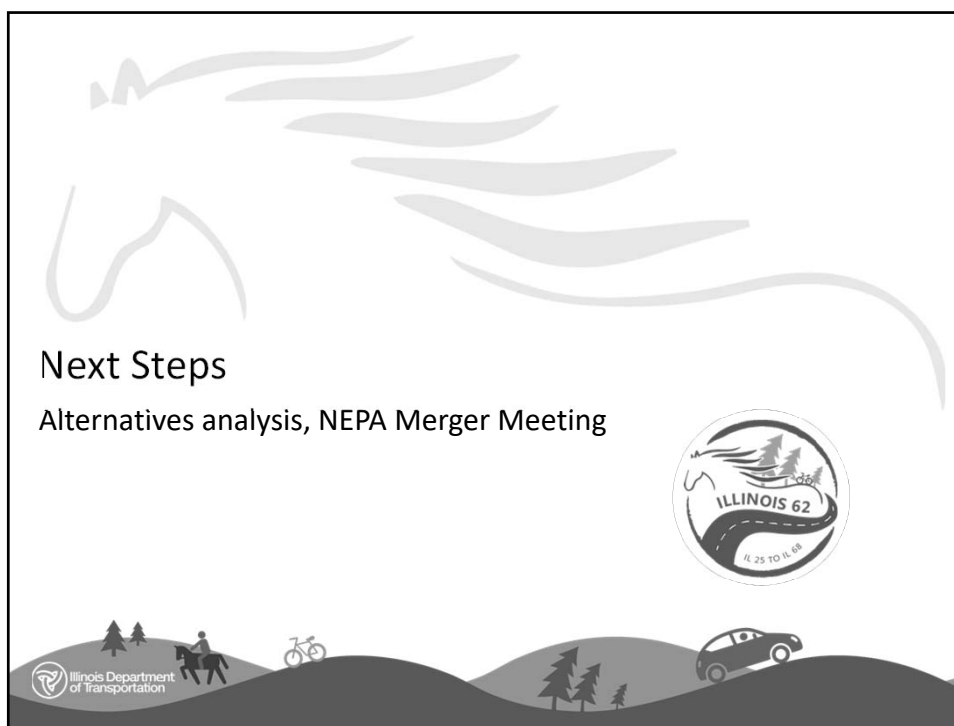 Next Steps
Alternatives analysis, NEPA Merger Meeting
ILLINOIS 62
IL 25 TO IL 68
Illinois Department
of Transportation